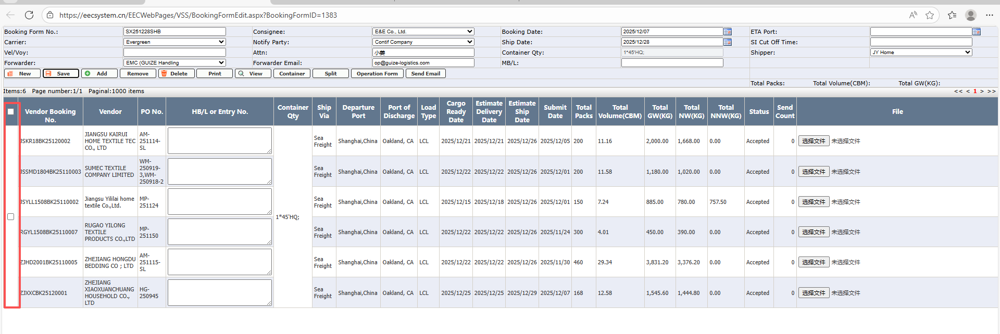 https://eecsystem.cn/EECWebPages/VSS/BookingFormEdit.aspx?BookingFormID=1383
Booking Form No.: SX251228SHB Consignee: E&E Co., Ltd. Booking Date: 2025/12/07 ETA Port:
Carrier: Evergreen Notify Party: Contif Company Ship Date: 2025/12/28 SI Cut Off Time:
Vel/Voy: Attn: 小姜 Container Qty: 1*45'HQ; Shipper: JY Home
Forwarder: EMC (GUIZE Handling Forwarder Email: op@guize-logistics.com MB/L:
New Save Add Remove Delete Print View Container Split Operation Form Send Email
Total Packs: Total Volume(CBM): Total GW(KG):
Items:6 Page number:1/1 Paginal:1000 items << < 1 > >>
Vendor Booking No. Vendor PO No. HB/L or Entry No. Container Qty Ship Via Departure Port Port of Discharge Load Type Cargo Ready Date Estimate Delivery Date Estimate Ship Date Submit Date Total Packs Total Volume(CBM) Total GW(KG) Total NW(KG) Total NNW(KG) Status Send Count File
JSKR18BK25120002 JIANGSU KAIRUI HOME TEXTILE TEC CO., LTD AM-251114-SL Sea Freight Shanghai,China Oakland, CA LCL 2025/12/21 2025/12/21 2025/12/26 2025/12/05 200 11.16 2,000.00 1,668.00 0.00 Accepted 0 选择文件 未选择文件
JSSMD1804BK25110003 SUMEC TEXTILE COMPANY LIMITED WM-250919-3,WM-250918-2 Sea Freight Shanghai,China Oakland, CA LCL 2025/12/22 2025/12/22 2025/12/26 2025/12/01 200 11.58 1,180.00 1,020.00 0.00 Accepted 0 选择文件 未选择文件
JSYLL1508BK25110002 Jiangsu Yililai home textile Co.,Ltd. MP-251124 Sea Freight Shanghai,China Oakland, CA LCL 2025/12/15 2025/12/18 2025/12/26 2025/12/01 150 7.24 885.00 780.00 757.50 Accepted 0 选择文件 未选择文件
1*45'HQ;
RGYL1508BK25110007 RUGAO YILONG TEXTILE PRODUCTS CO.,LTD MP-251150 Sea Freight Shanghai,China Oakland, CA LCL 2025/12/22 2025/12/22 2025/12/26 2025/11/24 300 4.01 450.00 390.00 0.00 Accepted 0 选择文件 未选择文件
ZJHD2001BK25110005 ZHEJIANG HONGDU BEDDING CO ; LTD AM-251115-SL Sea Freight Shanghai,China Oakland, CA LCL 2025/12/22 2025/12/22 2025/12/26 2025/11/30 460 29.34 3,831.20 3,376.20 0.00 Accepted 0 选择文件 未选择文件
ZJXXCBK25120001 ZHEJIANG XIAOXUANCHUANG HOUSEHOLD CO., LTD HG-250945 Sea Freight Shanghai,China Oakland, CA LCL 2025/12/25 2025/12/25 2025/12/29 2025/12/07 168 12.58 1,545.60 1,444.80 0.00 Accepted 0 选择文件 未选择文件